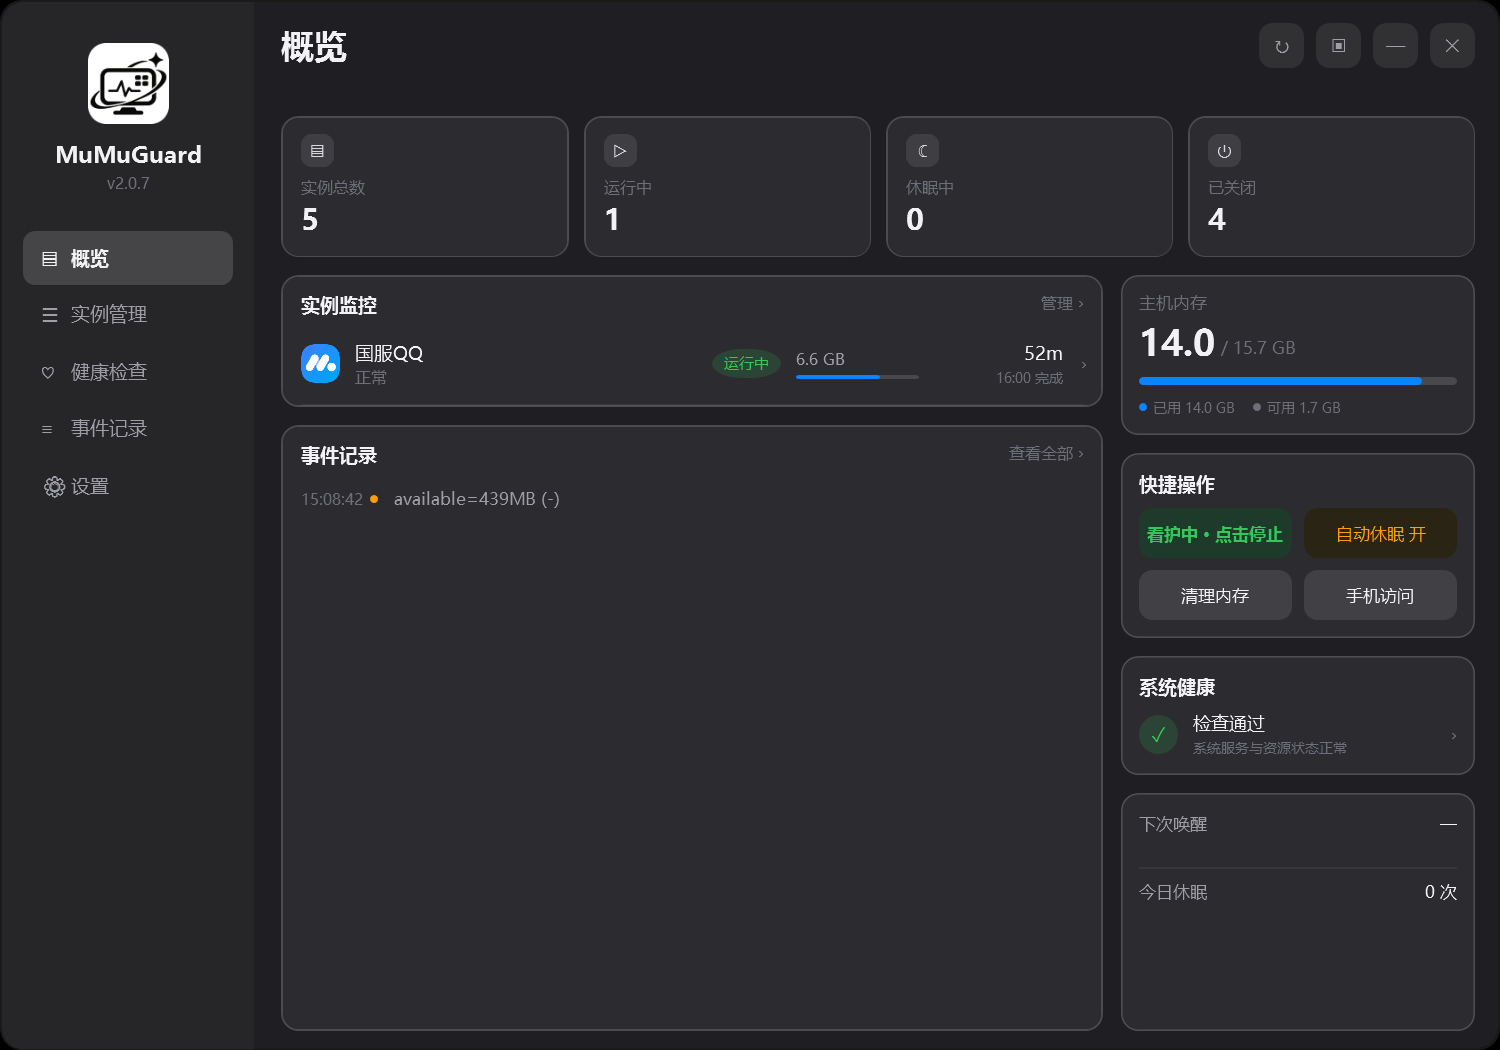 MuMuGuard
v2.0.7
概览
实例管理
健康检查
事件记录
设置
概览
实例总数
5
运行中
1
休眠中
0
已关闭
4
实例监控
管理 ›
国服QQ
正常
运行中
6.6 GB
52m
16:00 完成
事件记录
查看全部 ›
15:08:42 available=439MB (-)
主机内存
14.0 / 15.7 GB
已用 14.0 GB
可用 1.7 GB
快捷操作
看护中 • 点击停止
自动休眠 开
清理内存
手机访问
系统健康
检查通过
系统服务与资源状态正常
下次唤醒 —
今日休眠 0 次